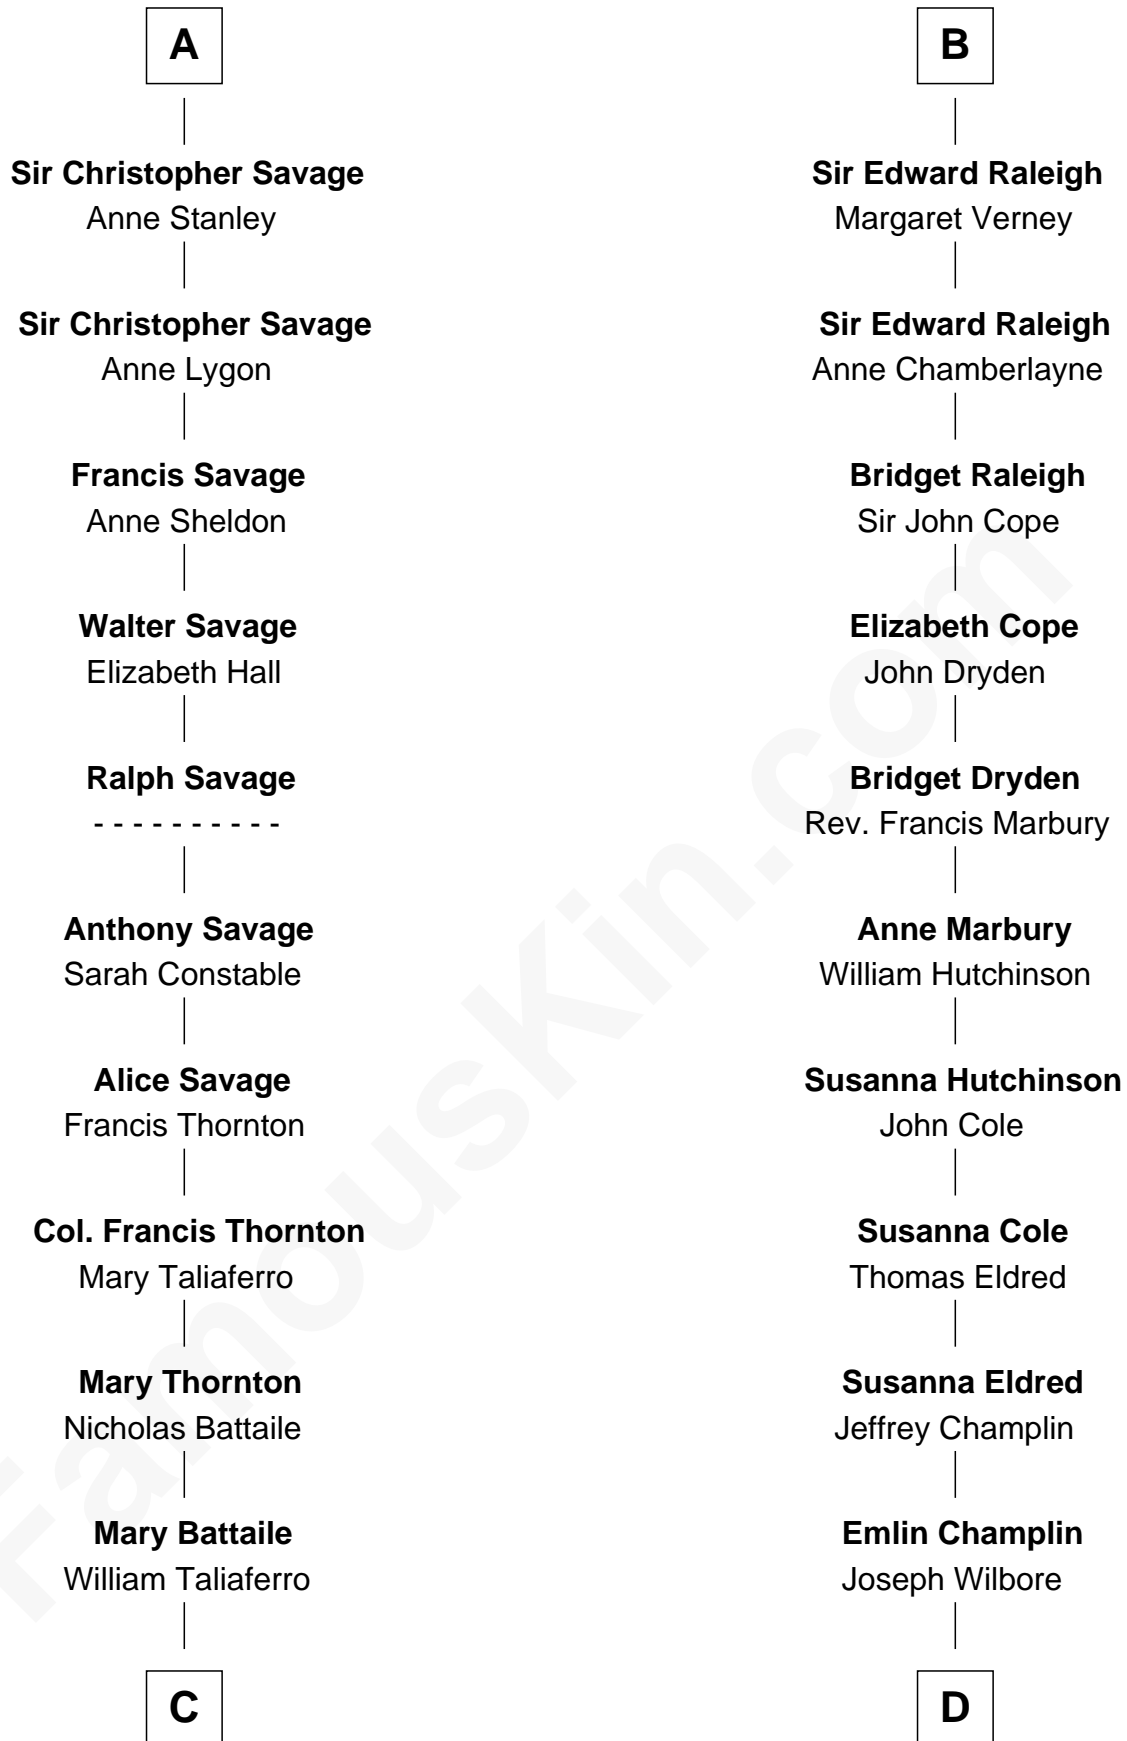 A
Sir Christopher Savage
Anne Stanley
Sir Christopher Savage
Anne Lygon
Francis Savage
Anne Sheldon
Walter Savage
Elizabeth Hall
Ralph Savage
- - - - - - - - - -
Anthony Savage
Sarah Constable
Alice Savage
Francis Thornton
Col. Francis Thornton
Mary Taliaferro
Mary Thornton
Nicholas Battaile
Mary Battaile
William Taliaferro
C
B
Sir Edward Raleigh
Margaret Verney
Sir Edward Raleigh
Anne Chamberlayne
Bridget Raleigh
Sir John Cope
Elizabeth Cope
John Dryden
Bridget Dryden
Rev. Francis Marbury
Anne Marbury
William Hutchinson
Susanna Hutchinson
John Cole
Susanna Cole
Thomas Eldred
Susanna Eldred
Jeffrey Champlin
Emlin Champlin
Joseph Wilbore
D
FamousKin.com